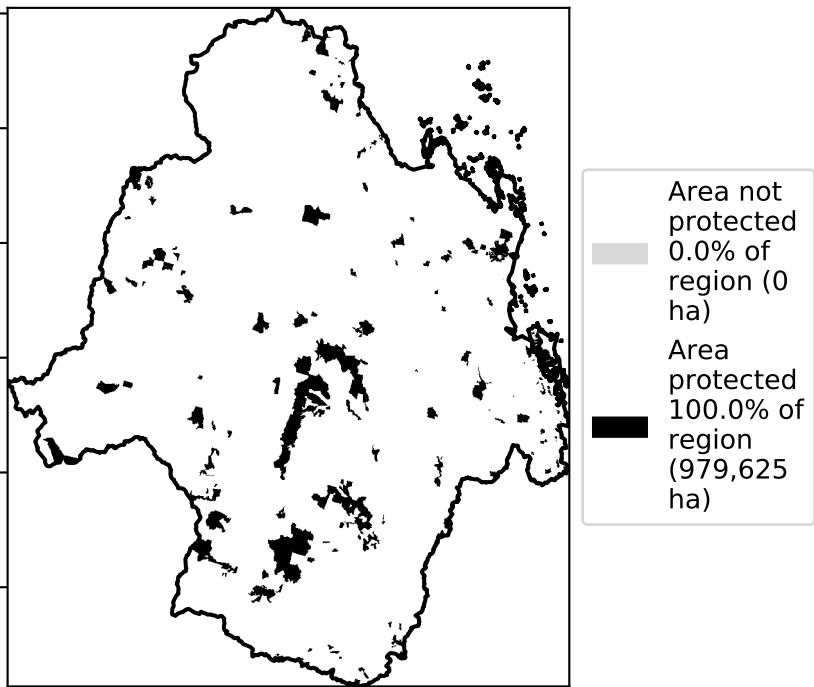 Area not
protected
0.0% of
region (0
ha)
Area
protected
100.0% of
region
(979,625
ha)